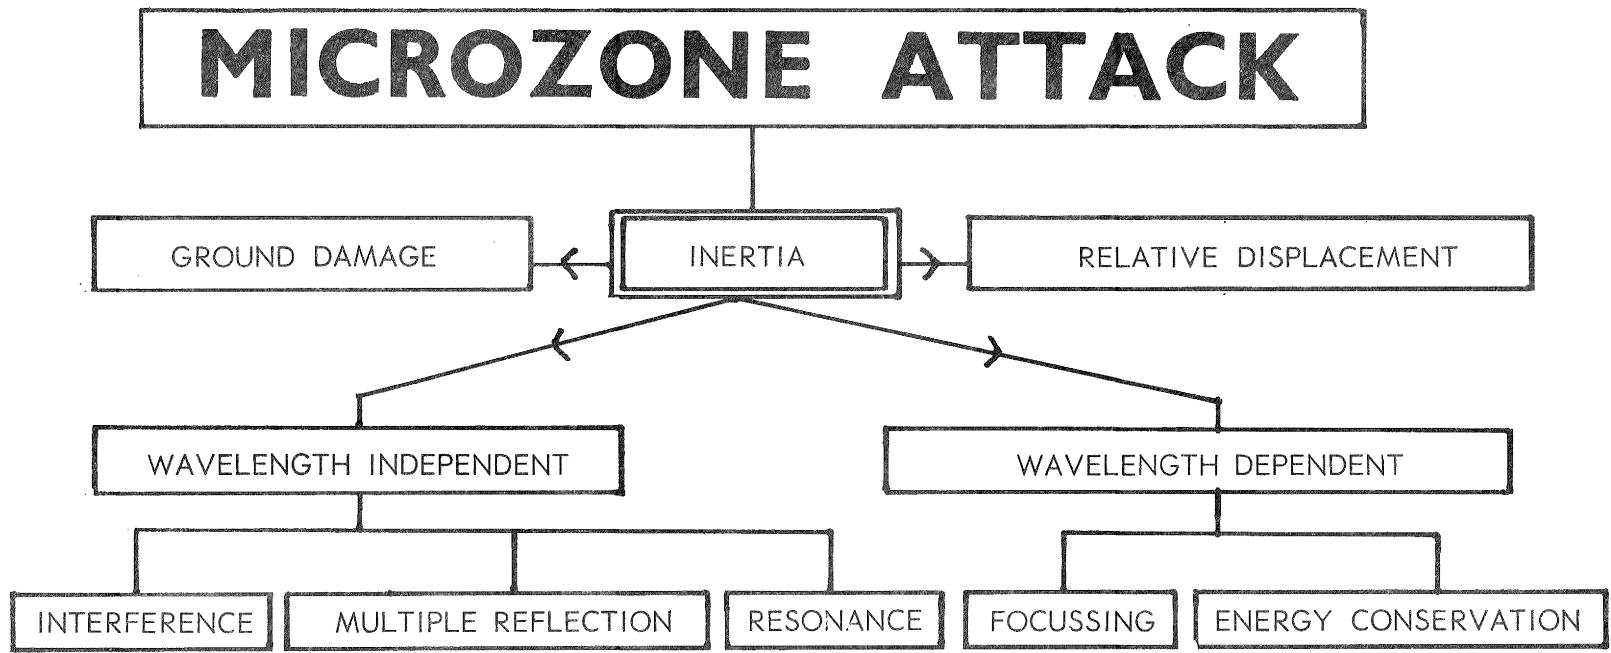 MICROZONE ATTACK
GROUND DAMAGE
INERTIA
RELATIVE DISPLACEMENT
WAVELENGTH INDEPENDENT
WAVELENGTH DEPENDENT
INTERFERENCE
MULTIPLE REFLECTION
RESONANCE
FOCUSSING
ENERGY CONSERVATION